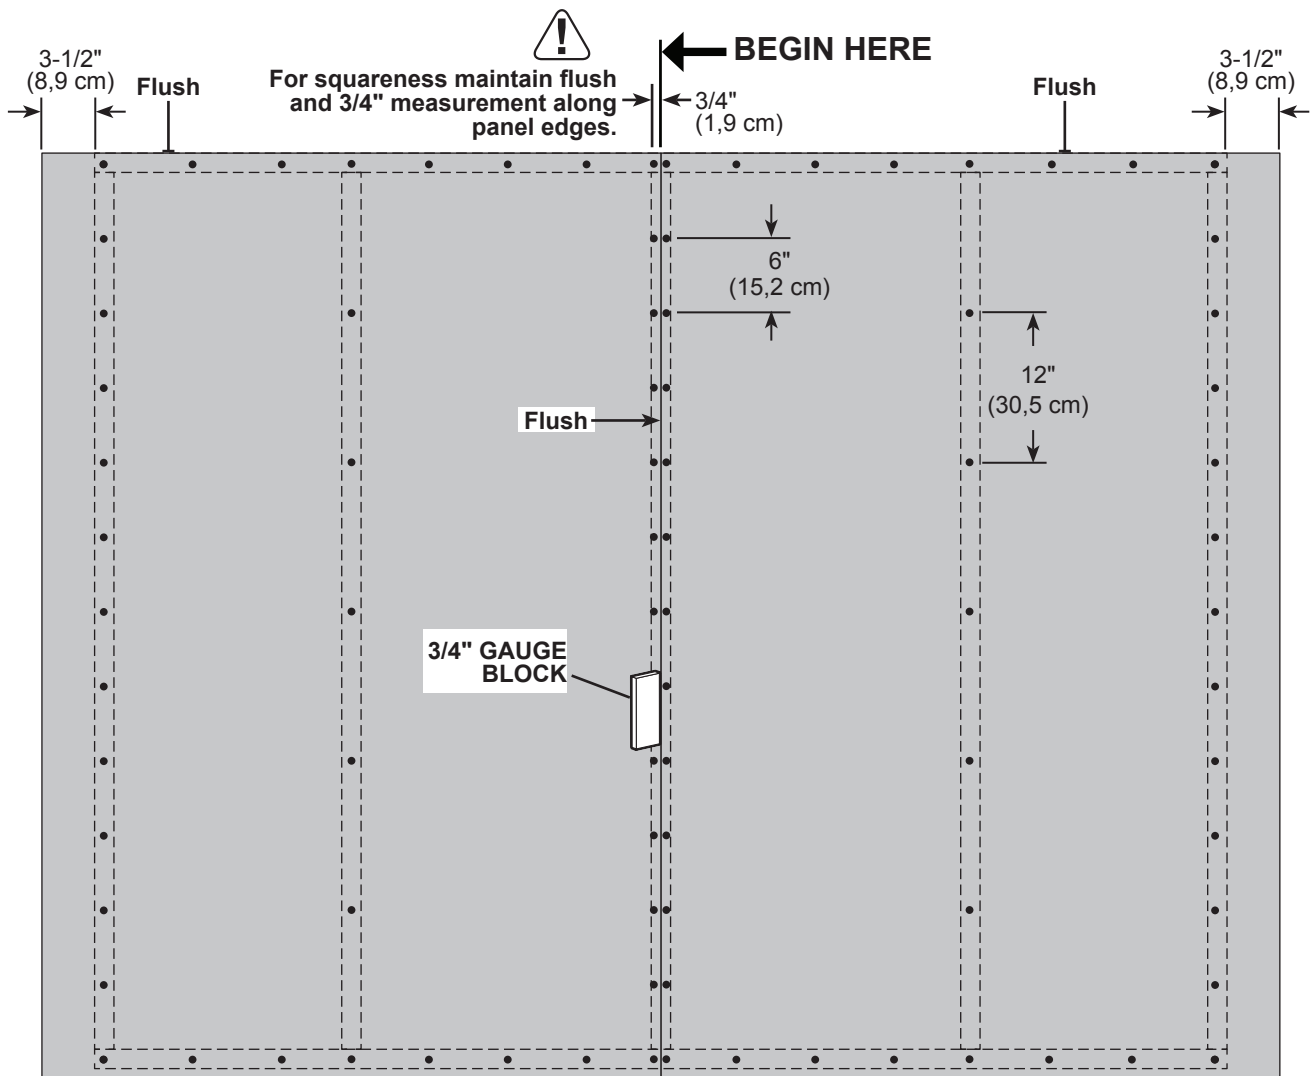 !
BEGIN HERE
3-1/2"
(8,9 cm)
Flush
For squareness maintain flush
and 3/4" measurement along
panel edges.
3/4"
(1,9 cm)
Flush
3-1/2"
(8,9 cm)
6"
(15,2 cm)
12"
(30,5 cm)
Flush
3/4" GAUGE
BLOCK